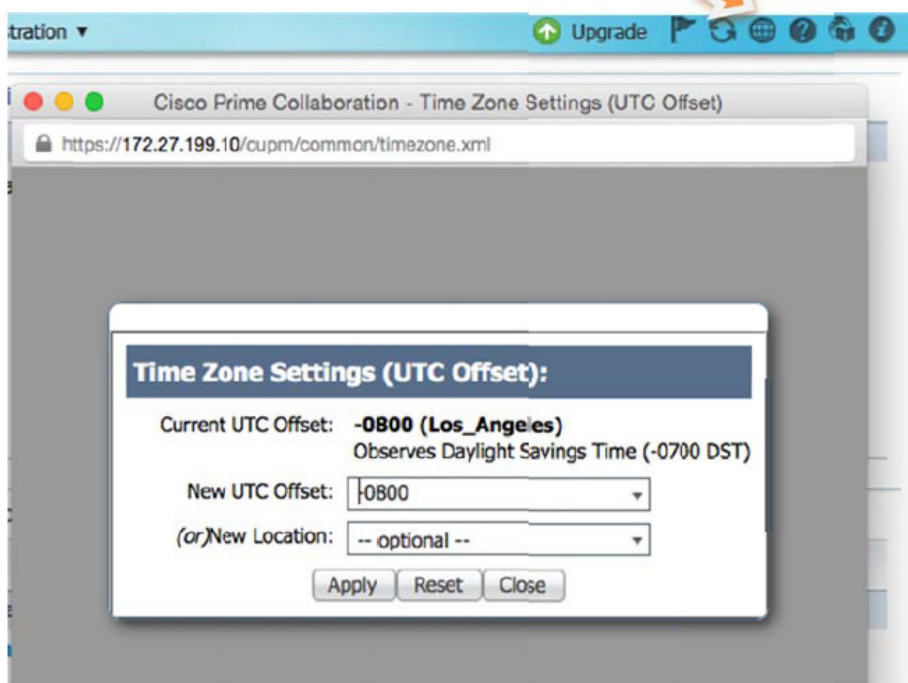 tration ▼ Upgrade
Cisco Prime Collaboration - Time Zone Settings (UTC Offset)
https://172.27.199.10/cupm/common/timezone.xml
Time Zone Settings (UTC Offset):
Current UTC Offset: -0800 (Los_Angeles)
Observes Daylight Savings Time (-0700 DST)
New UTC Offset: -0800
(or)New Location: -- optional --
Apply Reset Close